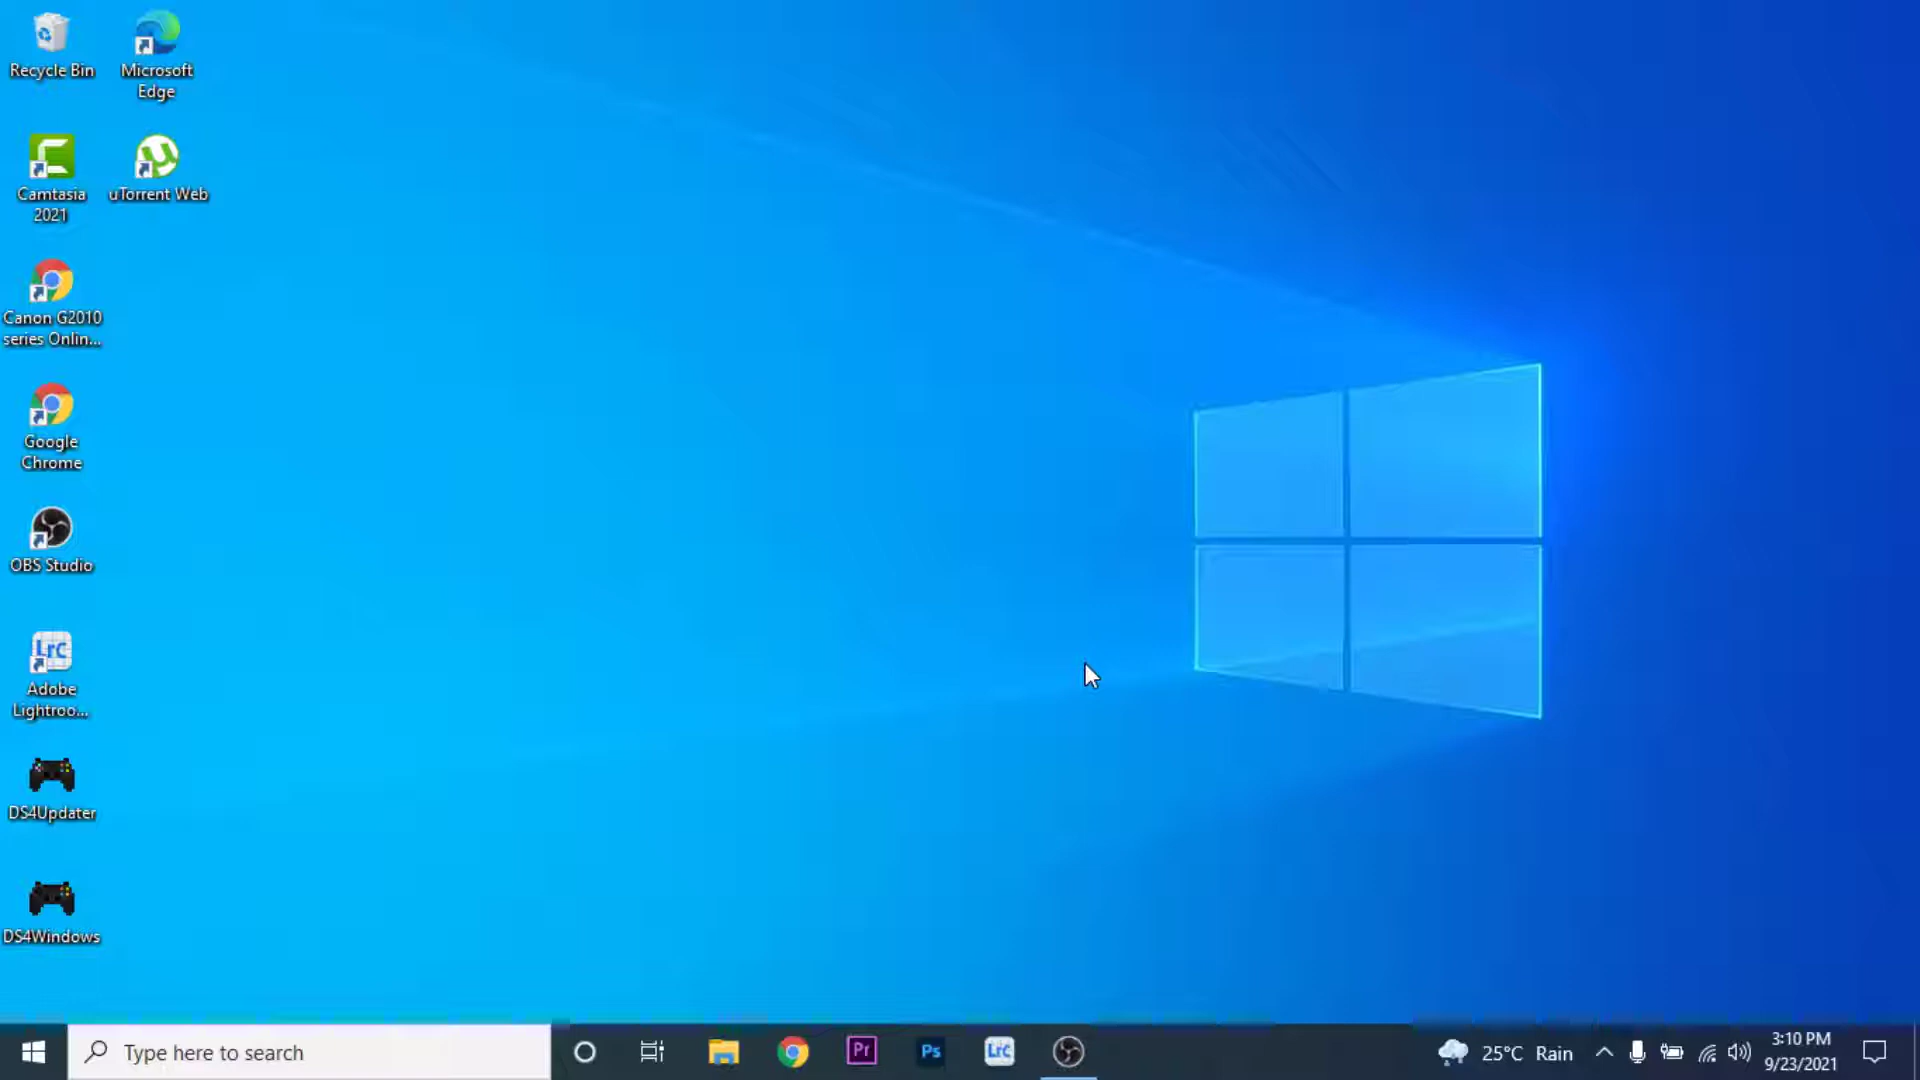 Recycle Bin
Microsoft
Edge
Camtasia
2021
uTorrent Web
Canon G2010
series Onlin...
Google
Chrome
OBS Studio
LrC
Adobe
Lightroo...
DS4Updater
DS4Windows
Type here to search
Pr
Ps
LrC
25°C Rain
3:10 PM
9/23/2021